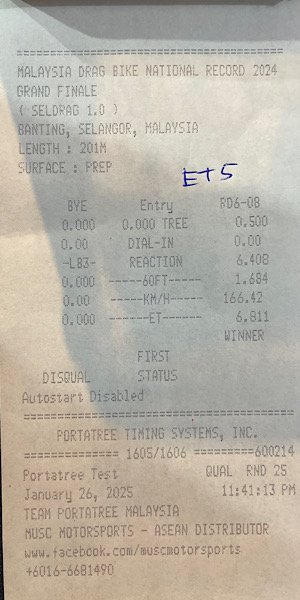 ==================================
MALAYSIA DRAG BIKE NATIONAL RECORD 2024
GRAND FINALE
( SELDRAG 1.0 )
BANTING, SELANGOR, MALAYSIA
LENGTH : 201M
SURFACE : PREP
ET5
BYE Entry BD6-08
0.000 0.000 TREE 0.500
0.00 DIAL-IN 0.00
-LB3- REACTION 6.408
0.000 -----60FT----- 1.684
0.00 -----KM/H----- 166.42
0.000 ------ET------ 6.811
WINNER
FIRST
DISQUAL STATUS
Autostart Disabled
==================================
PORTATREE TIMING SYSTEMS, INC.
============== 1605/1606 =========600214
Portatree Test QUAL RND 25
January 26, 2025 11:41:13 PM
TEAM PORTATREE MALAYSIA
MUSC MOTORSPORTS - ASEAN DISTRIBUTOR
www.facebook.com/muscmotorsports
+6016-6681490